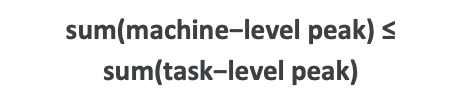 sum(machine−level peak) ≤
sum(task−level peak)